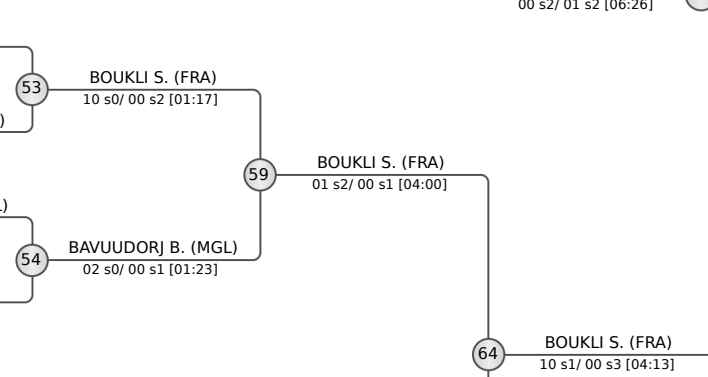 00 s2/ 01 s2 [06:26]
BOUKLI S. (FRA)
53
10 s0/ 00 s2 [01:17]
)
BOUKLI S. (FRA)
59
01 s2/ 00 s1 [04:00]
L)
BAVUUDORJ B. (MGL)
54
02 s0/ 00 s1 [01:23]
BOUKLI S. (FRA)
64
10 s1/ 00 s3 [04:13]